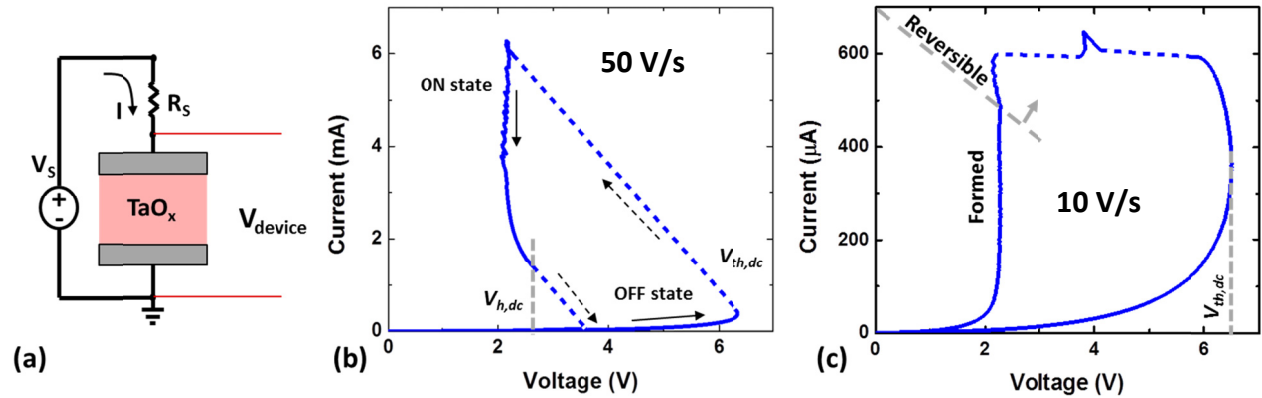 (a)
I
R_S
V_S
+
-
TaO_x
V_device
(b)
Current (mA)
6
4
2
0
50 V/s
ON state
V_th,dc
V_h,dc
OFF state
0
2
4
6
Voltage (V)
(c)
Current (μA)
600
400
200
0
Reversible
Formed
10 V/s
V_th,dc
0
2
4
6
Voltage (V)